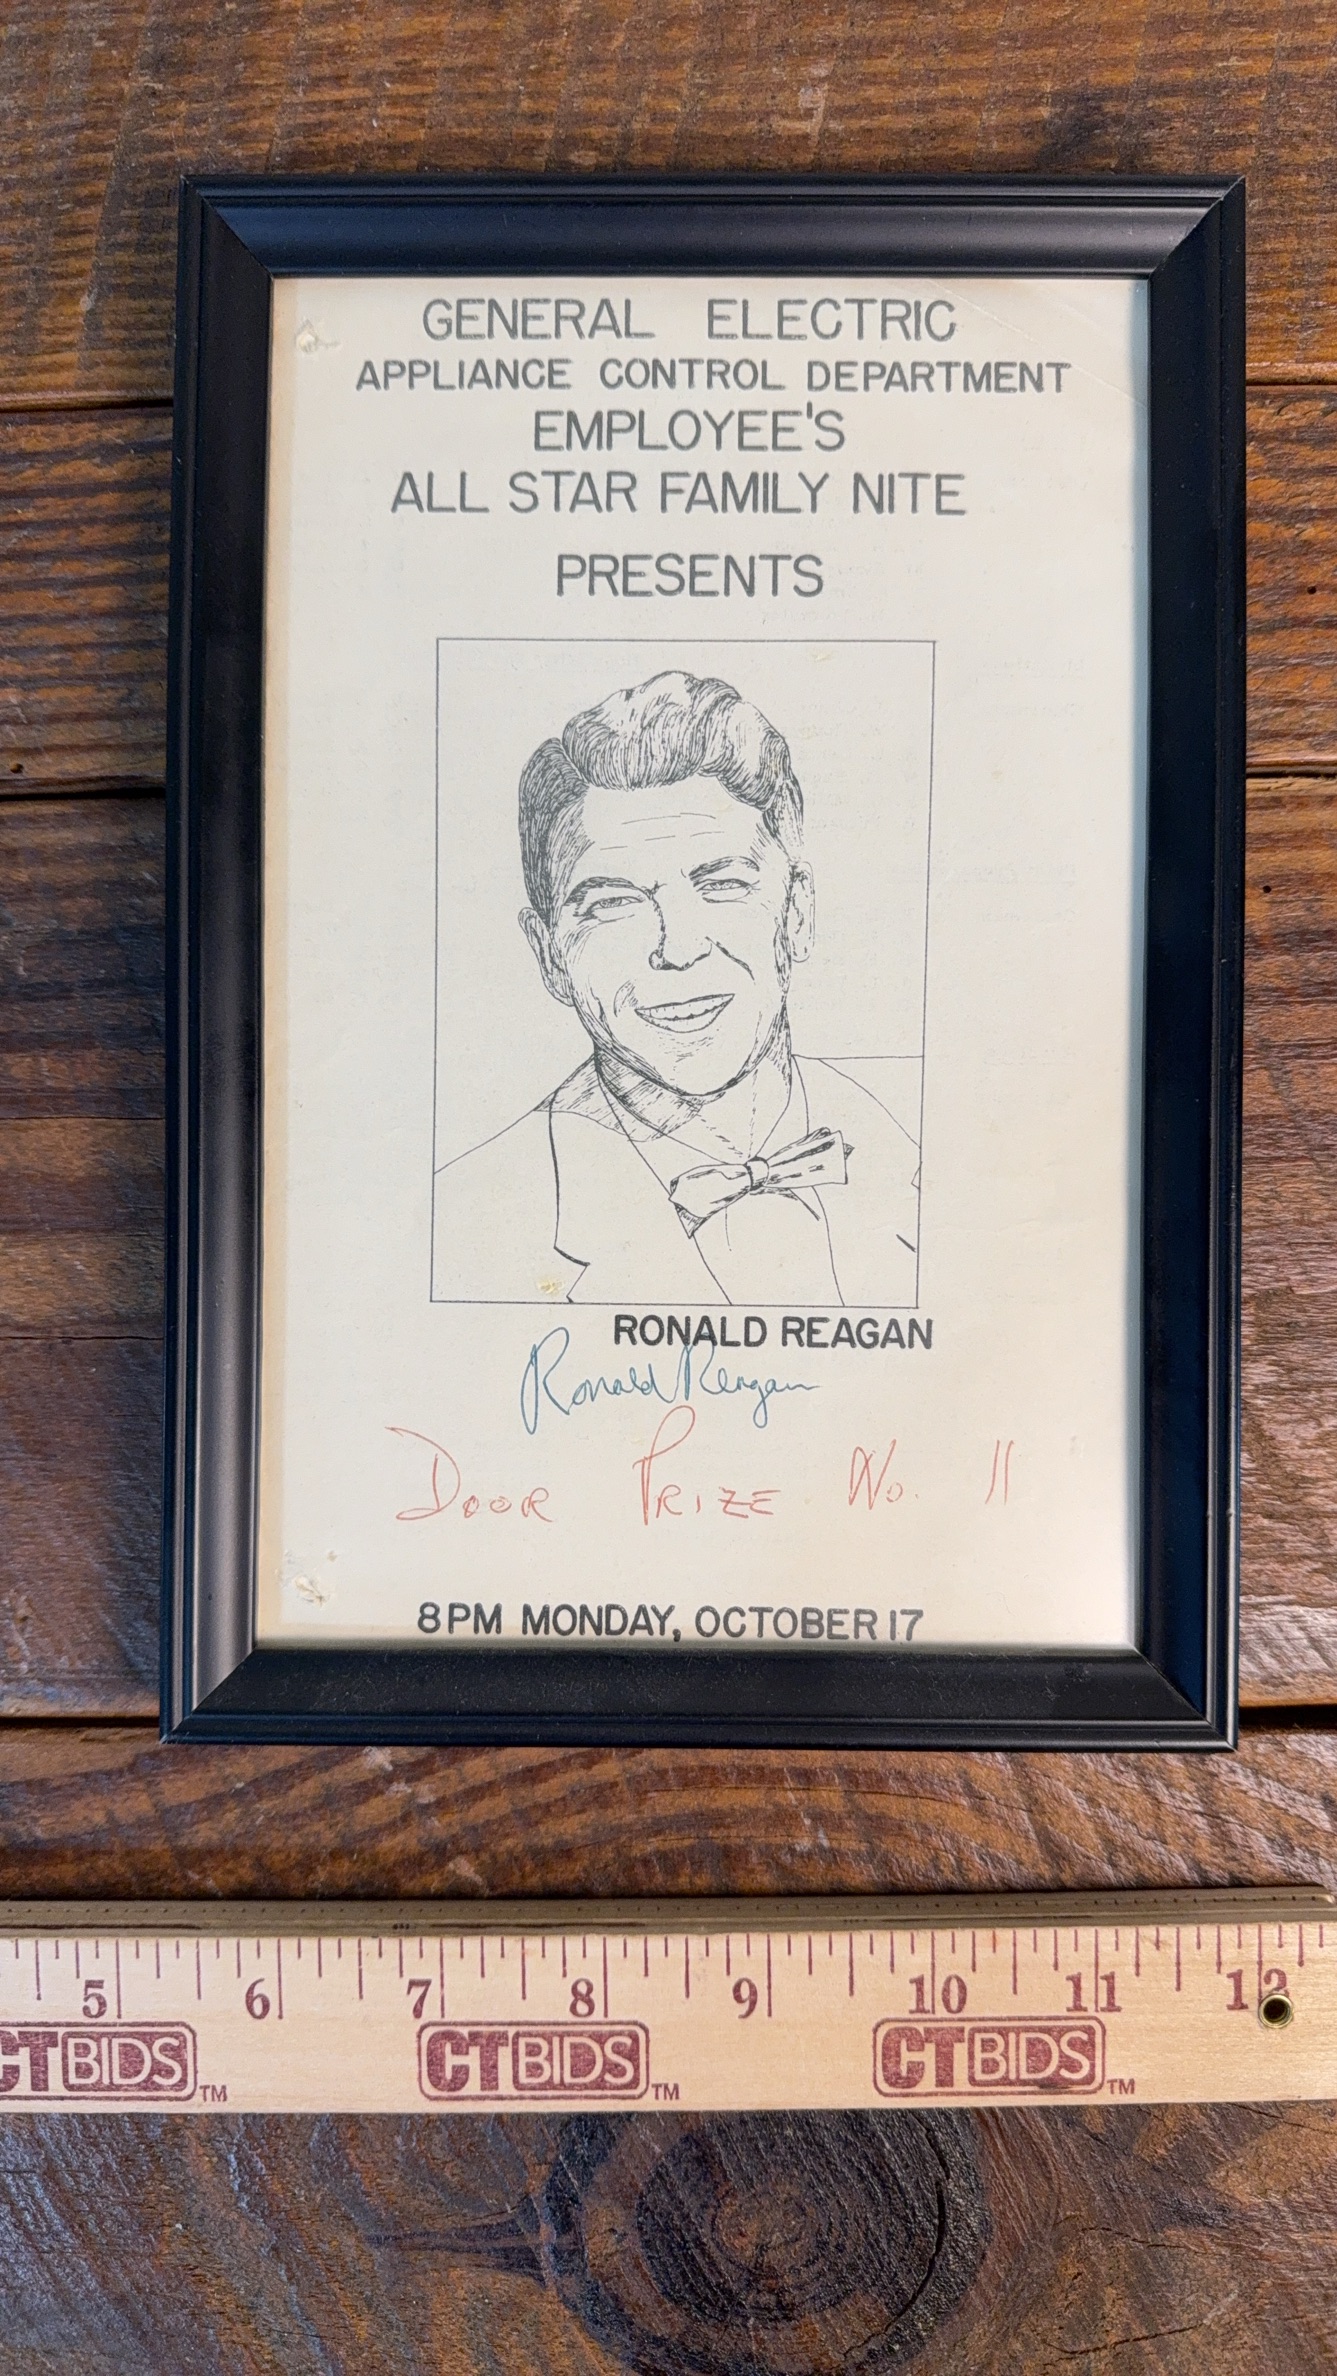 GENERAL ELECTRIC
APPLIANCE CONTROL DEPARTMENT
EMPLOYEE'S
ALL STAR FAMILY NITE
PRESENTS
RONALD REAGAN
Ronald Reagan
DOOR PRIZE No. 11
8PM MONDAY, OCTOBER 17
5 6 7 8 9 10 11 12
CTBIDS™ CTBIDS™ CTBIDS™